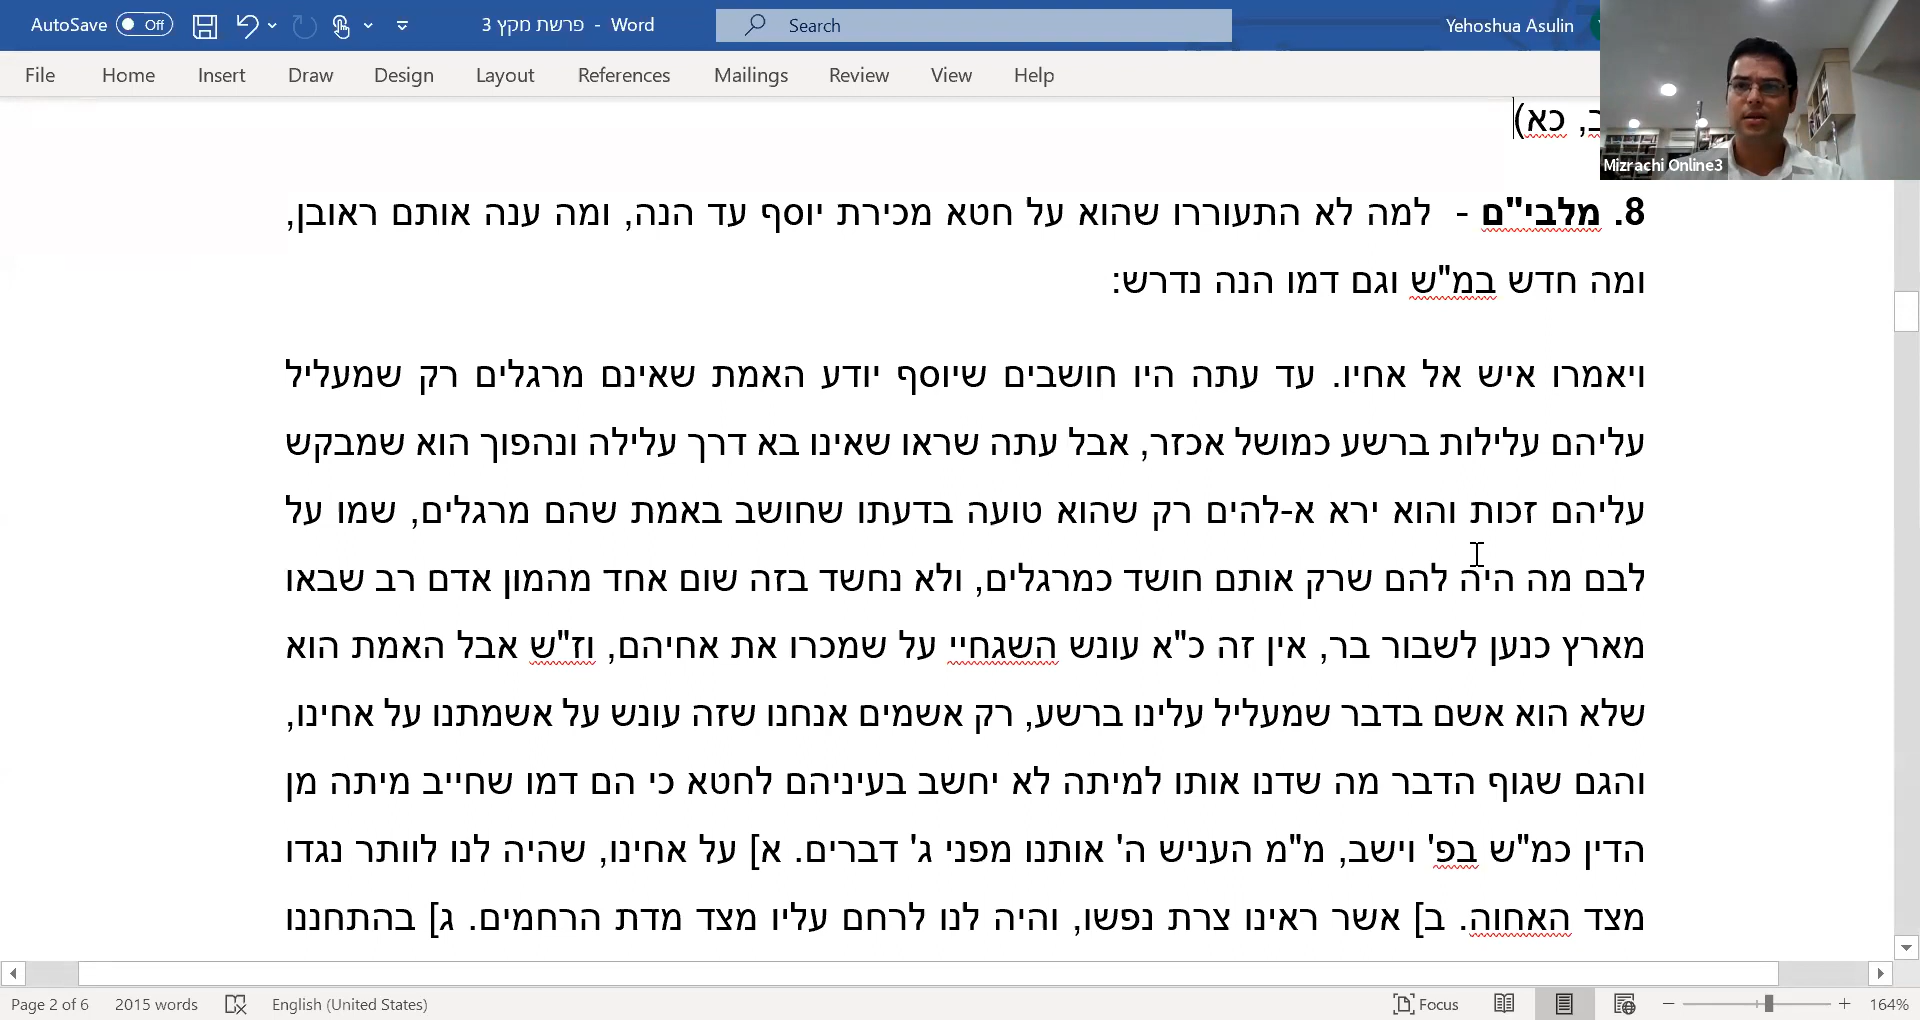 AutoSave Off פרשת מקץ 3 - Word Search Yehoshua Asulin
File Home Insert Draw Design Layout References Mailings Review View Help
ב, כא)
Mizrachi Online3
8. מלבי"ם - למה לא התעוררו שהוא על חטא מכירת יוסף עד הנה, ומה ענה אותם ראובן,
ומה חדש במ"ש וגם דמו הנה נדרש:
ויאמרו איש אל אחיו. עד עתה היו חושבים שיוסף יודע האמת שאינם מרגלים רק שמעליל
עליהם עלילות ברשע כמושל אכזר, אבל עתה שראו שאינו בא דרך עלילה ונהפוך הוא שמבקש
עליהם זכות והוא ירא א-להים רק שהוא טועה בדעתו שחושב באמת שהם מרגלים, שמו על
לבם מה היה להם שרק אותם חושד כמרגלים, ולא נחשד בזה שום אחד מהמון אדם רב שבאו
מארץ כנען לשבור בר, אין זה כ"א עונש השגחיי על שמכרו את אחיהם, וז"ש אבל האמת הוא
שלא הוא אשם בדבר שמעליל עלינו ברשע, רק אשמים אנחנו שזה עונש על אשמתנו על אחינו,
והגם שגוף הדבר מה שדנו אותו למיתה לא יחשב בעיניהם לחטא כי הם דמו שחייב מיתה מן
הדין כמ"ש בפ' וישב, מ"מ העניש ה' אותנו מפני ג' דברים. א] על אחינו, שהיה לנו לוותר נגדו
מצד האחוה. ב] אשר ראינו צרת נפשו, והיה לנו לרחם עליו מצד מדת הרחמים. ג] בהתחננו
Page 2 of 6 2015 words English (United States) Focus 164%